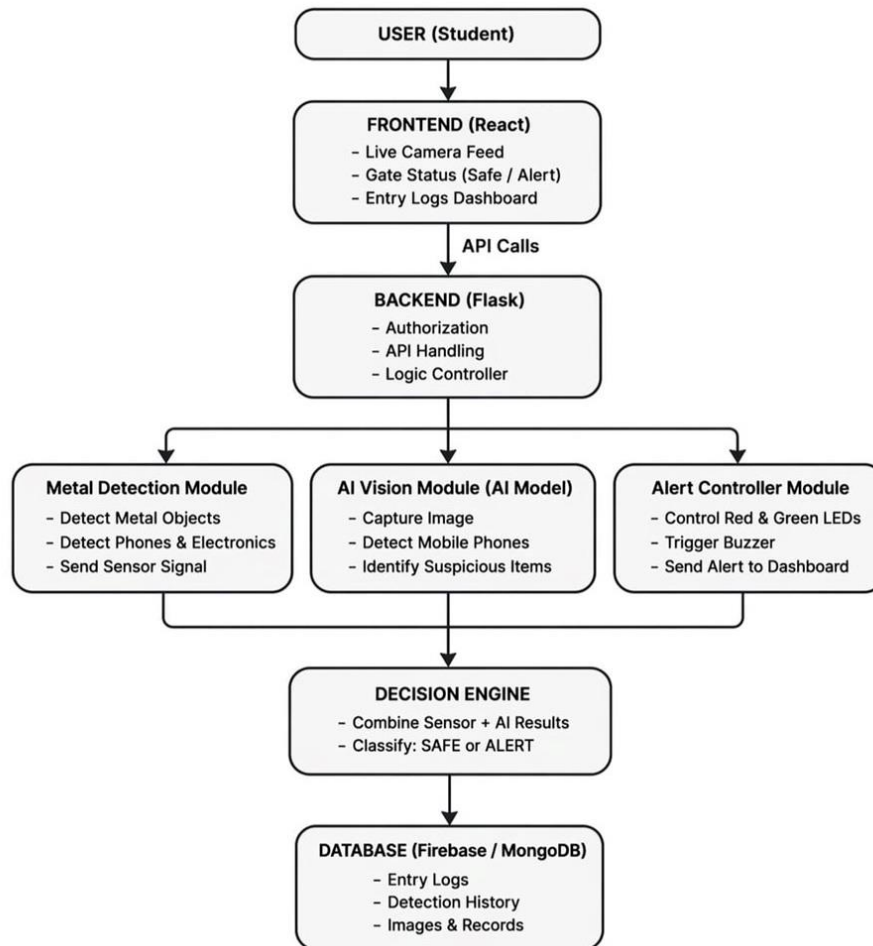 USER (Student)
FRONTEND (React)
- Live Camera Feed
- Gate Status (Safe / Alert)
- Entry Logs Dashboard
API Calls
BACKEND (Flask)
- Authorization
- API Handling
- Logic Controller
Metal Detection Module
- Detect Metal Objects
- Detect Phones & Electronics
- Send Sensor Signal
AI Vision Module (AI Model)
- Capture Image
- Detect Mobile Phones
- Identify Suspicious Items
Alert Controller Module
- Control Red & Green LEDs
- Trigger Buzzer
- Send Alert to Dashboard
DECISION ENGINE
- Combine Sensor + AI Results
- Classify: SAFE or ALERT
DATABASE (Firebase / MongoDB)
- Entry Logs
- Detection History
- Images & Records